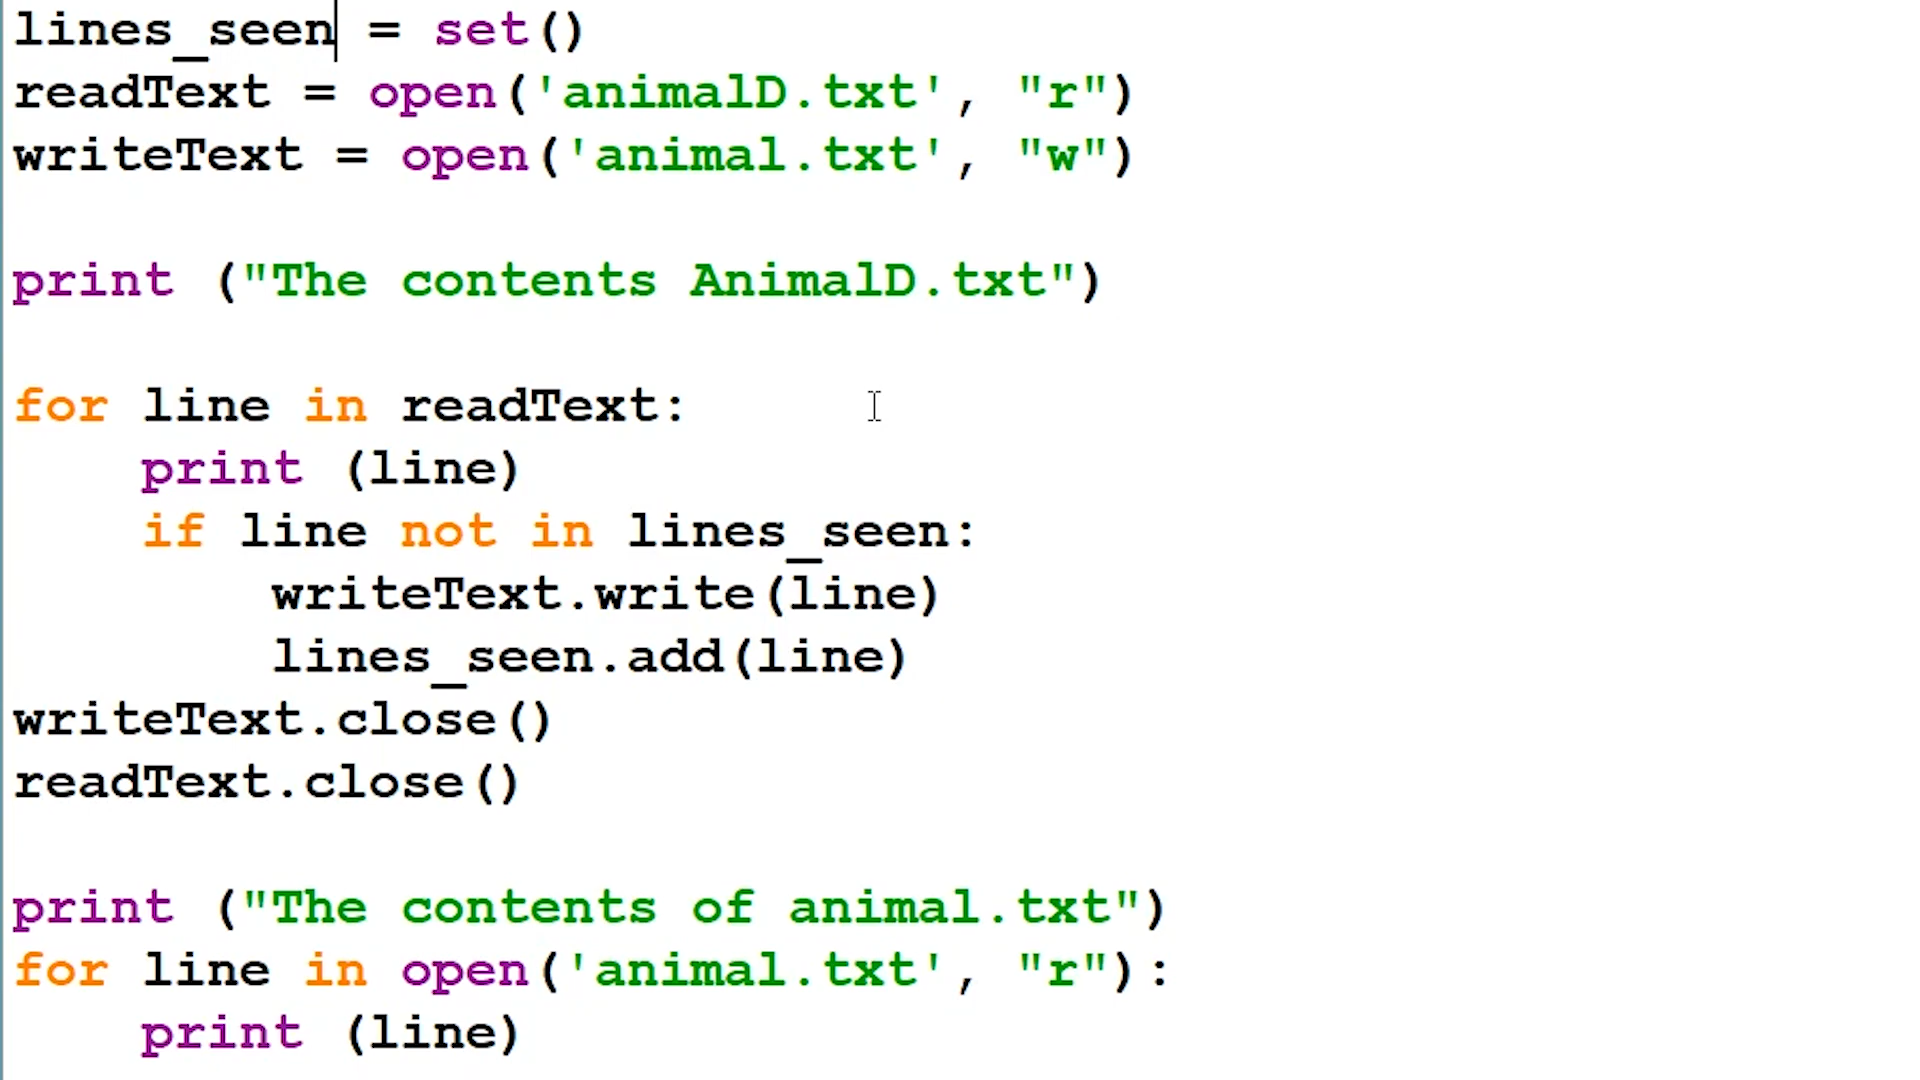 lines_seen = set()
readText = open('animalD.txt', "r")
writeText = open('animal.txt', "w")
print ("The contents AnimalD.txt")
for line in readText:
    print (line)
    if line not in lines_seen:
        writeText.write(line)
        lines_seen.add(line)
writeText.close()
readText.close()
print ("The contents of animal.txt")
for line in open('animal.txt', "r"):
    print (line)